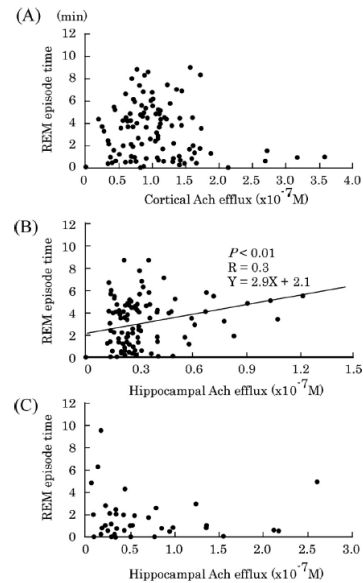 (A) (min)
REM episode time
12
10
8
6
4
2
0
0 0.5 1.0 1.5 2.0 2.5 3.0 3.5 4.0
Cortical Ach efflux (x10⁻⁷M)
(B)
REM episode time
12
10
8
6
4
2
0
P < 0.01
R = 0.3
Y = 2.9X + 2.1
0 0.3 0.6 0.9 1.2 1.5
Hippocampal Ach efflux (x10⁻⁷M)
(C)
REM episode time
12
10
8
6
4
2
0
0 0.5 1.0 1.5 2.0 2.5 3.0
Hippocampal Ach efflux (x10⁻⁷M)